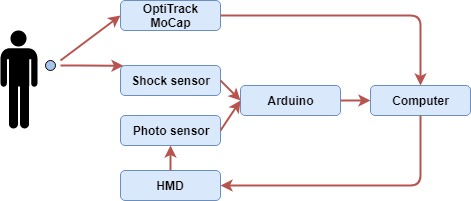 OptiTrack
MoCap
Shock sensor
Arduino
Computer
Photo sensor
HMD